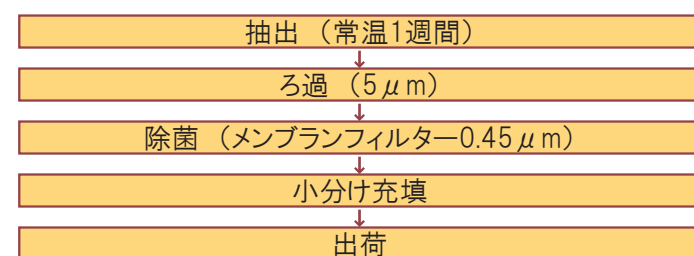 抽出 （常温1週間）
↓
ろ過 （5μm）
↓
除菌 （メンブランフィルター0.45μm）
↓
小分け充填
↓
出荷